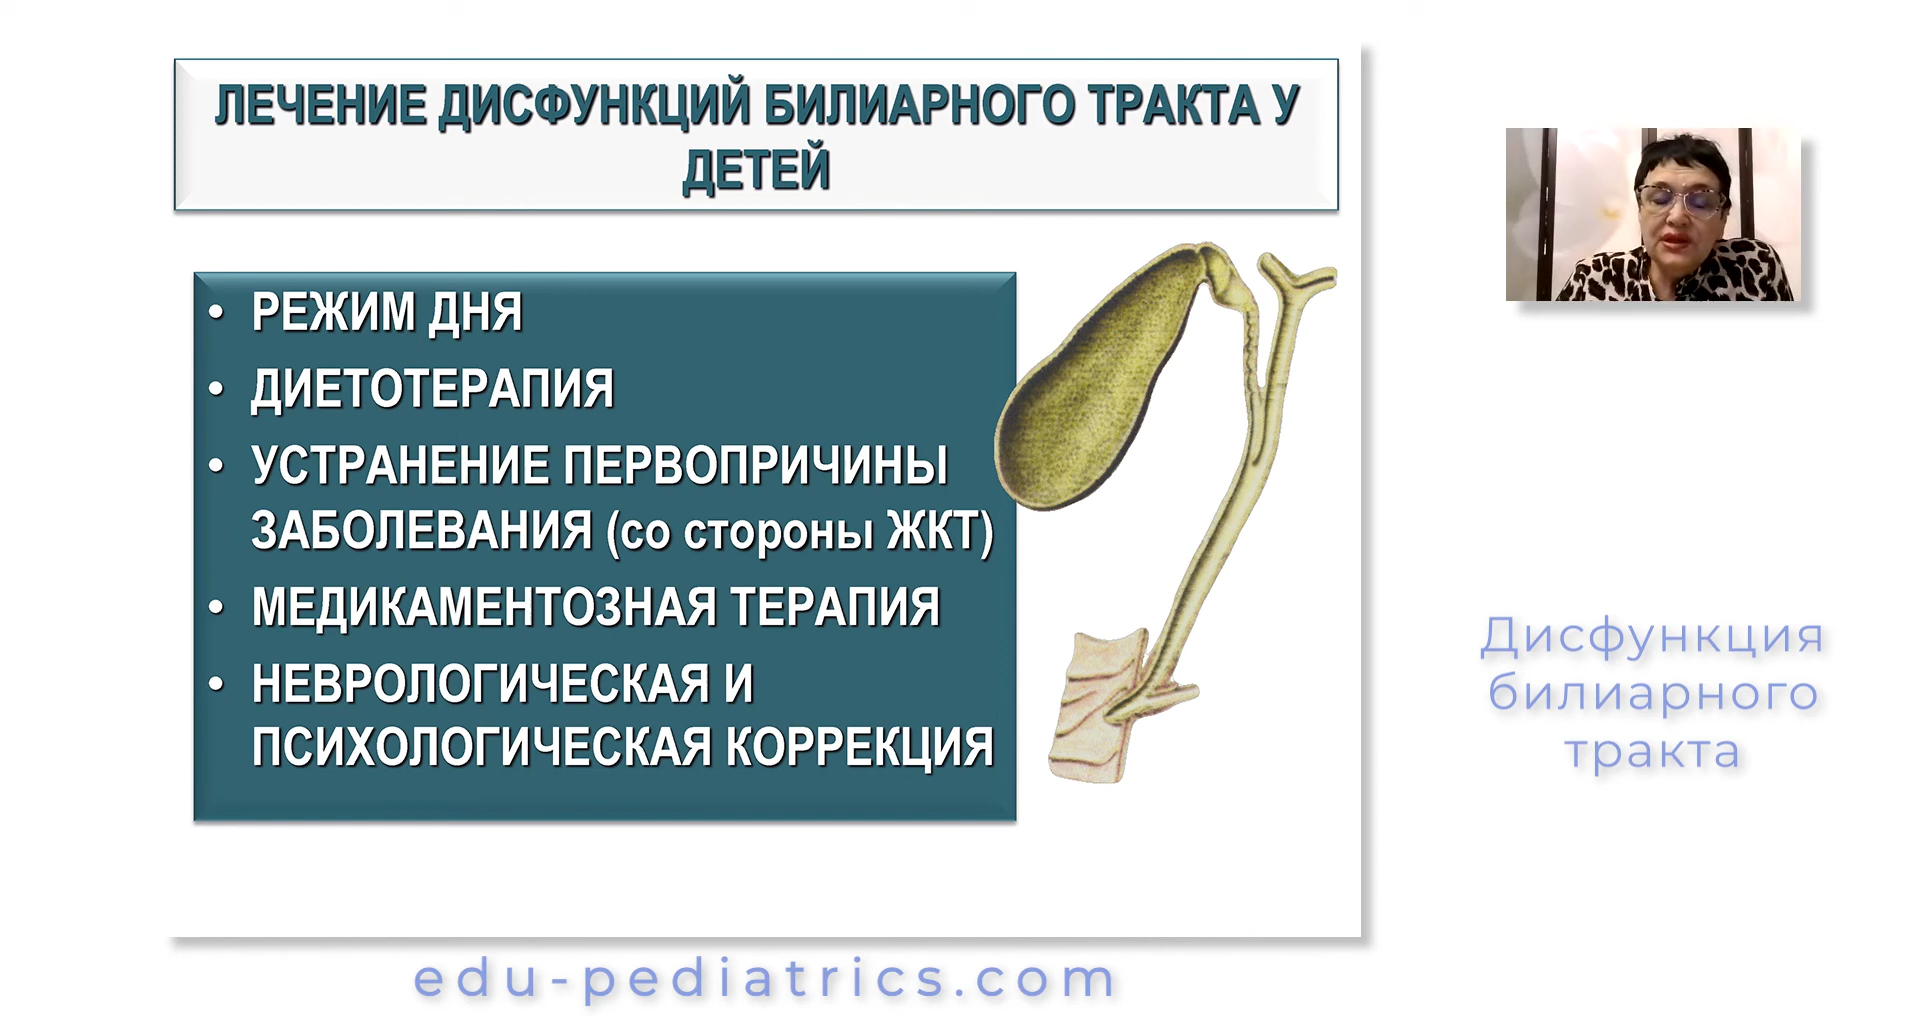 ЛЕЧЕНИЕ ДИСФУНКЦИЙ БИЛИАРНОГО ТРАКТА У
ДЕТЕЙ
• РЕЖИМ ДНЯ
• ДИЕТОТЕРАПИЯ
• УСТРАНЕНИЕ ПЕРВОПРИЧИНЫ
ЗАБОЛЕВАНИЯ (со стороны ЖКТ)
• МЕДИКАМЕНТОЗНАЯ ТЕРАПИЯ
• НЕВРОЛОГИЧЕСКАЯ И
ПСИХОЛОГИЧЕСКАЯ КОРРЕКЦИЯ
Дисфункция
билиарного
тракта
edu-pediatrics.com